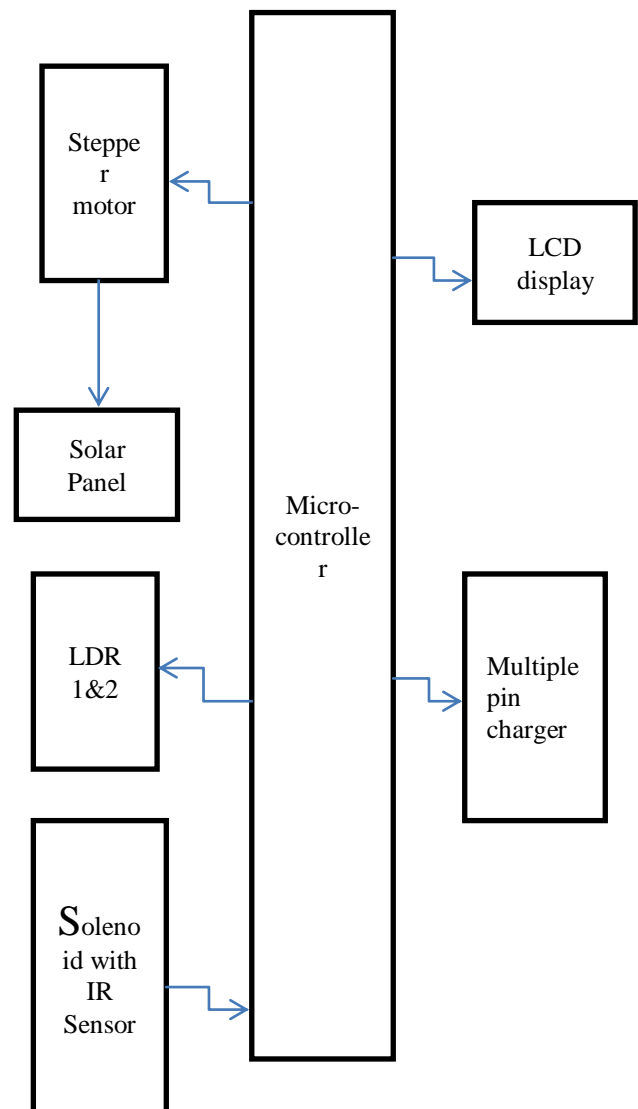 Steppe
r
motor
LCD
display
Solar
Panel
Micro-
controlle
r
LDR
1&2
Multiple
pin
charger
Soleno
id with
IR
Sensor